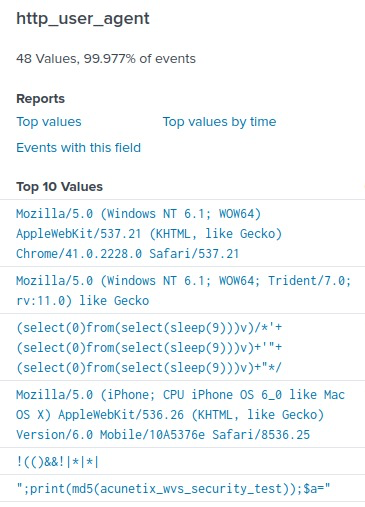 http_user_agent
48 Values, 99.977% of events
Reports
Top values Top values by time
Events with this field
Top 10 Values
Mozilla/5.0 (Windows NT 6.1; WOW64)
AppleWebKit/537.21 (KHTML, like Gecko)
Chrome/41.0.2228.0 Safari/537.21
Mozilla/5.0 (Windows NT 6.1; WOW64; Trident/7.0;
rv:11.0) like Gecko
(select(0)from(select(sleep(9)))v)/*'+
(select(0)from(select(sleep(9)))v)+'"+
(select(0)from(select(sleep(9)))v)+"*/
Mozilla/5.0 (iPhone; CPU iPhone OS 6_0 like Mac
OS X) AppleWebKit/536.26 (KHTML, like Gecko)
Version/6.0 Mobile/10A5376e Safari/8536.25
!(()&&!|*|*|
";print(md5(acunetix_wvs_security_test));$a="